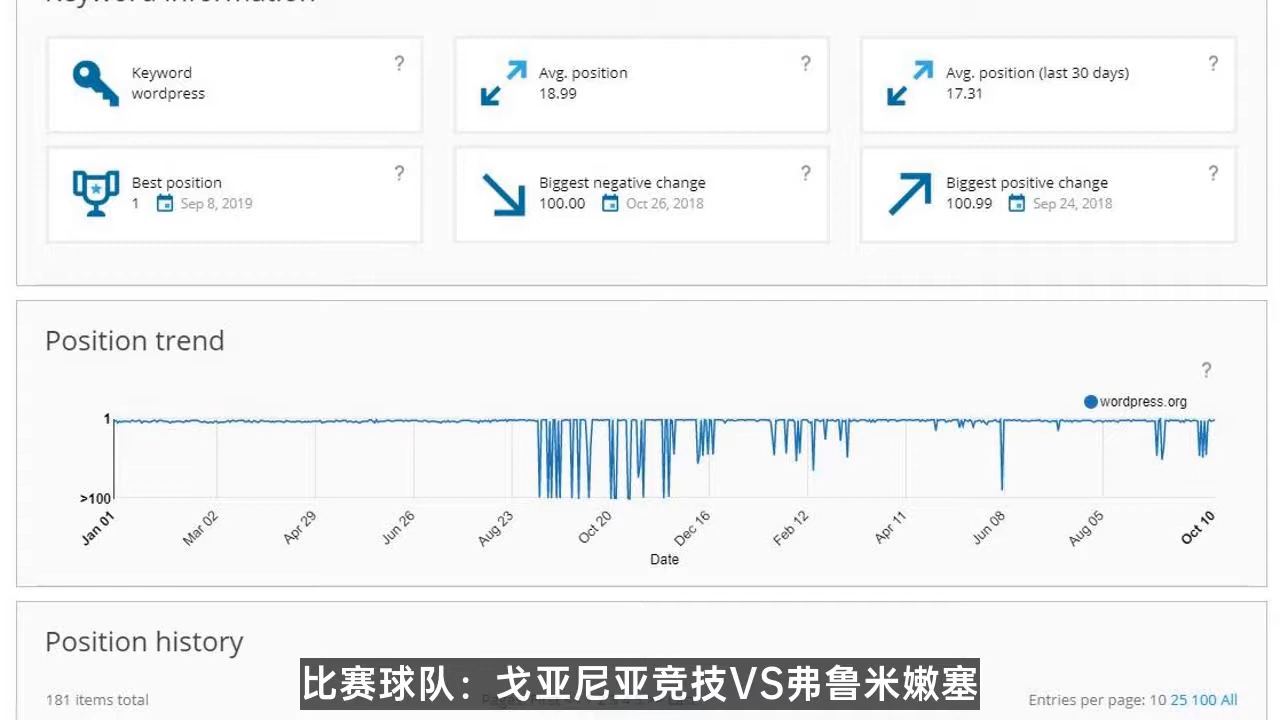 Keyword information
?
Keyword
wordpress
?
Avg. position
18.99
?
Avg. position (last 30 days)
17.31
?
Best position
1 Sep 8, 2019
?
Biggest negative change
100.00 Oct 26, 2018
?
Biggest positive change
100.99 Sep 24, 2018
Position trend
?
wordpress.org
1
>100
Jan 01 Mar 02 Apr 29 Jun 26 Aug 23 Oct 20 Dec 16 Feb 12 Apr 11 Jun 08 Aug 05 Oct 10
Date
Position history
181 items total
Entries per page: 10 25 100 All
比赛球队：戈亚尼亚竞技VS弗鲁米嫩塞